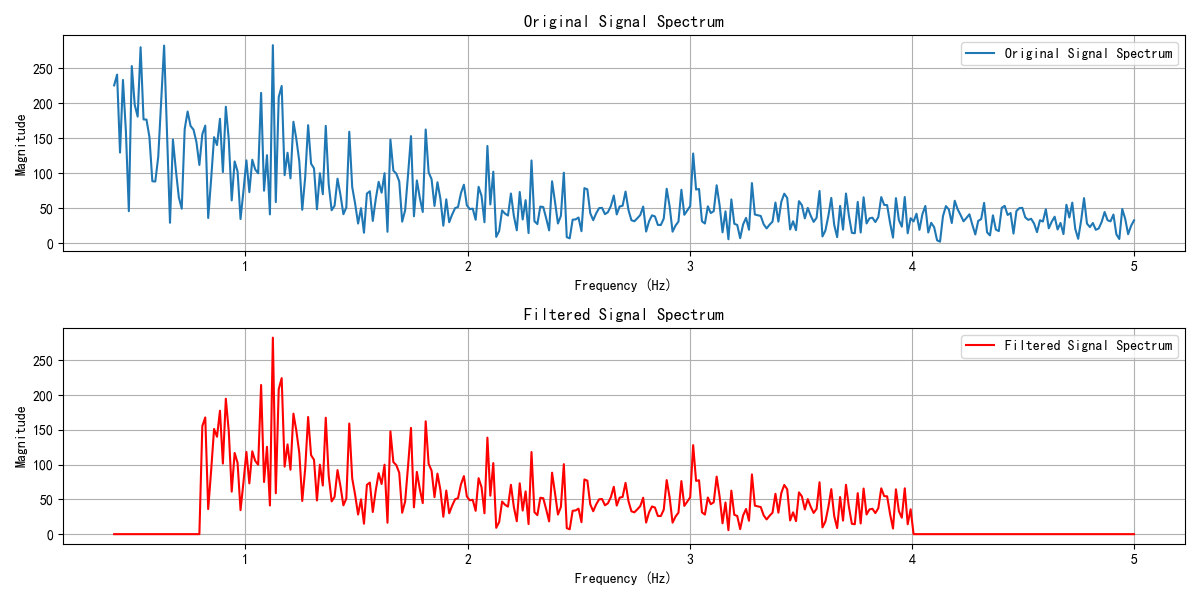 Original Signal Spectrum
Original Signal Spectrum
Magnitude
250
200
150
100
50
0
1 2 3 4 5
Frequency (Hz)
Filtered Signal Spectrum
Filtered Signal Spectrum
Magnitude
250
200
150
100
50
0
1 2 3 4 5
Frequency (Hz)